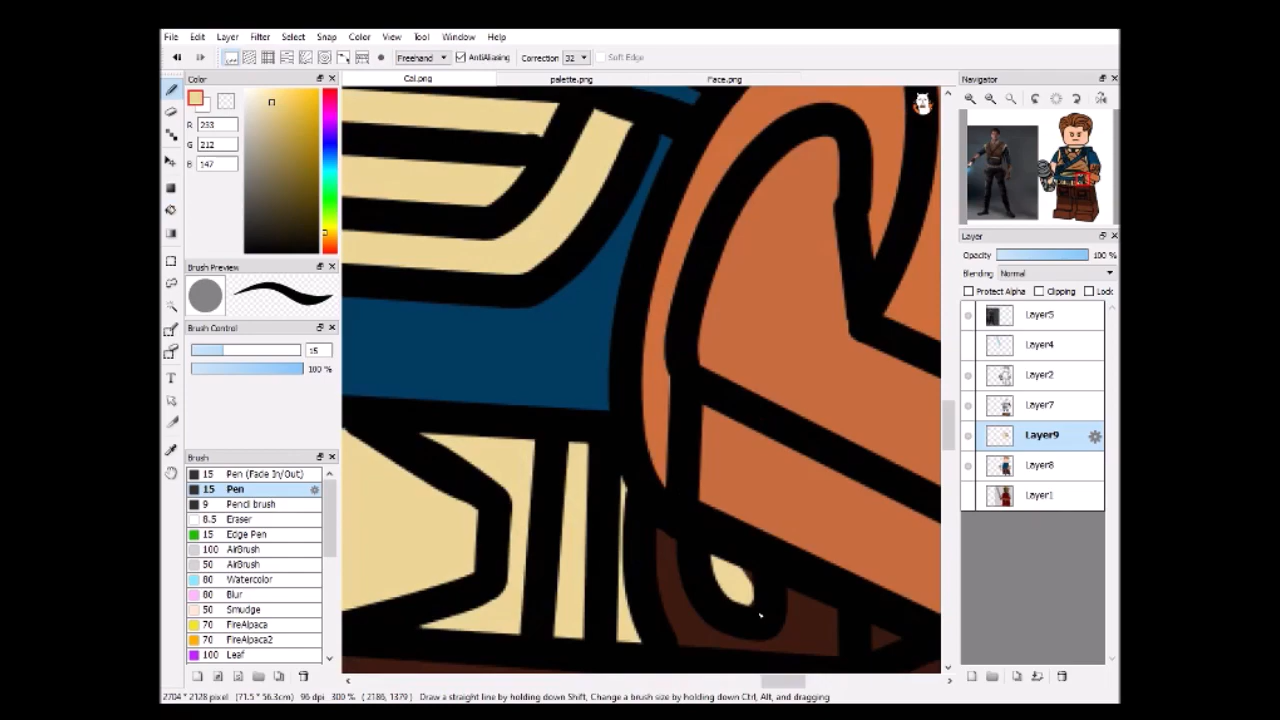 File Edit Layer Filter Select Snap Color View Tool Window Help
Freehand AntiAliasing Correction 32 Soft Edge
Color
Cal.png palette.png Face.png
Navigator
R 233
G 212
B 147
Layer
Opacity 100 %
Brush Preview
Blending Normal
Protect Alpha Clipping Lock
Layer5
Brush Control
Layer4
15
100 %
Layer2
Layer7
Layer9
Brush
Layer8
15 Pen (Fade In/Out)
15 Pen
Layer1
9 Pencil brush
8.5 Eraser
15 Edge Pen
100 AirBrush
50 AirBrush
80 Watercolor
80 Blur
50 Smudge
70 FireAlpaca
70 FireAlpaca2
100 Leaf
2704 * 2128 pixel (71.5 * 56.3cm) 96 dpi 300 % ( 2186, 1379 ) Draw a straight line by holding down Shift, Change a brush size by holding down Ctrl, Alt, and dragging